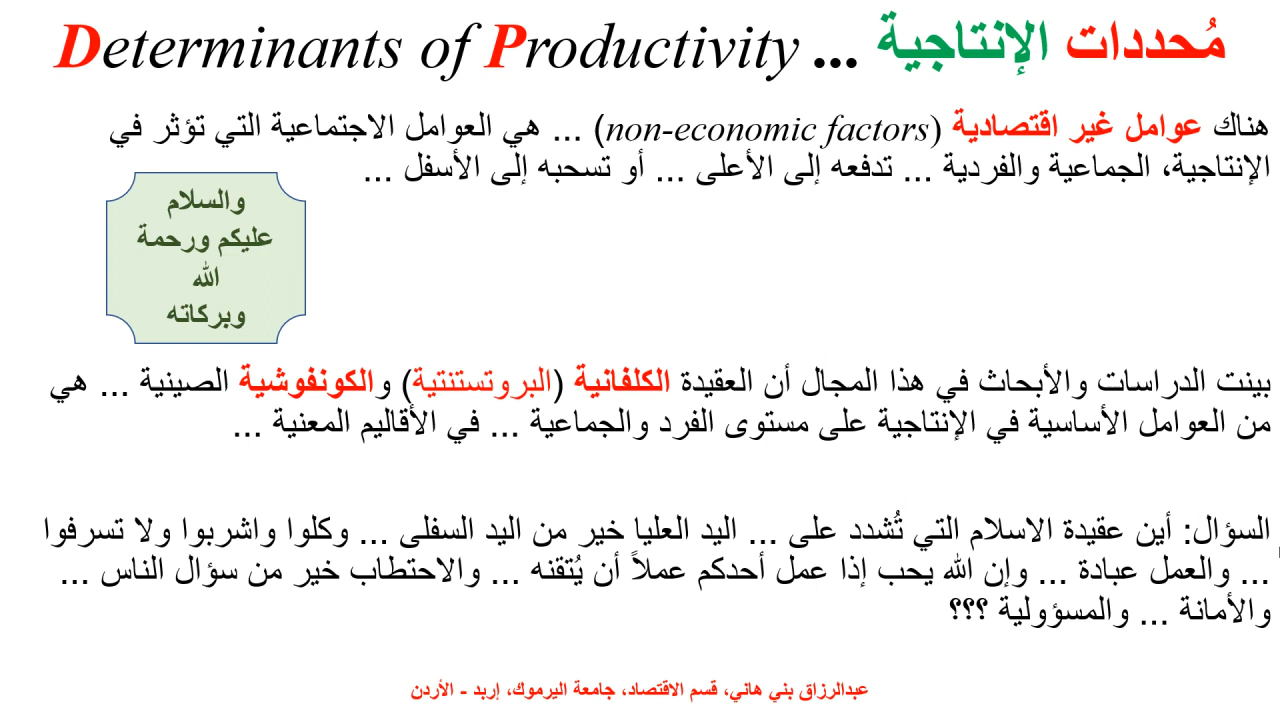 مُحددات الإنتاجية ... Determinants of Productivity
هناك عوامل غير اقتصادية (non-economic factors) ... هي العوامل الاجتماعية التي تؤثر في
الإنتاجية، الجماعية والفردية ... تدفعه إلى الأعلى ... أو تسحبه إلى الأسفل ...
والسلام
عليكم ورحمة
الله
وبركاته
بينت الدراسات والأبحاث في هذا المجال أن العقيدة الكلفانية (البروتستنتية) والكونفوشية الصينية ... هي
من العوامل الأساسية في الإنتاجية على مستوى الفرد والجماعية ... في الأقاليم المعنية ...
السؤال: أين عقيدة الاسلام التي تُشدد على ... اليد العليا خير من اليد السفلى ... وكلوا واشربوا ولا تسرفوا
... والعمل عبادة ... وإن الله يحب إذا عمل أحدكم عملاً أن يُتقنه ... والاحتطاب خير من سؤال الناس ...
والأمانة ... والمسؤولية ؟؟؟
عبدالرزاق بني هاني، قسم الاقتصاد، جامعة اليرموك، إربد - الأردن